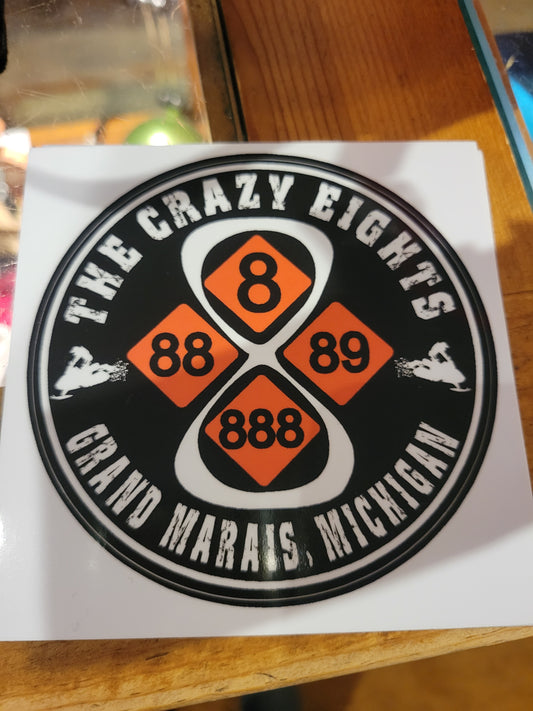 THE CRAZY EIGHTS
8
88
89
888
GRAND MARAIS, MICHIGAN